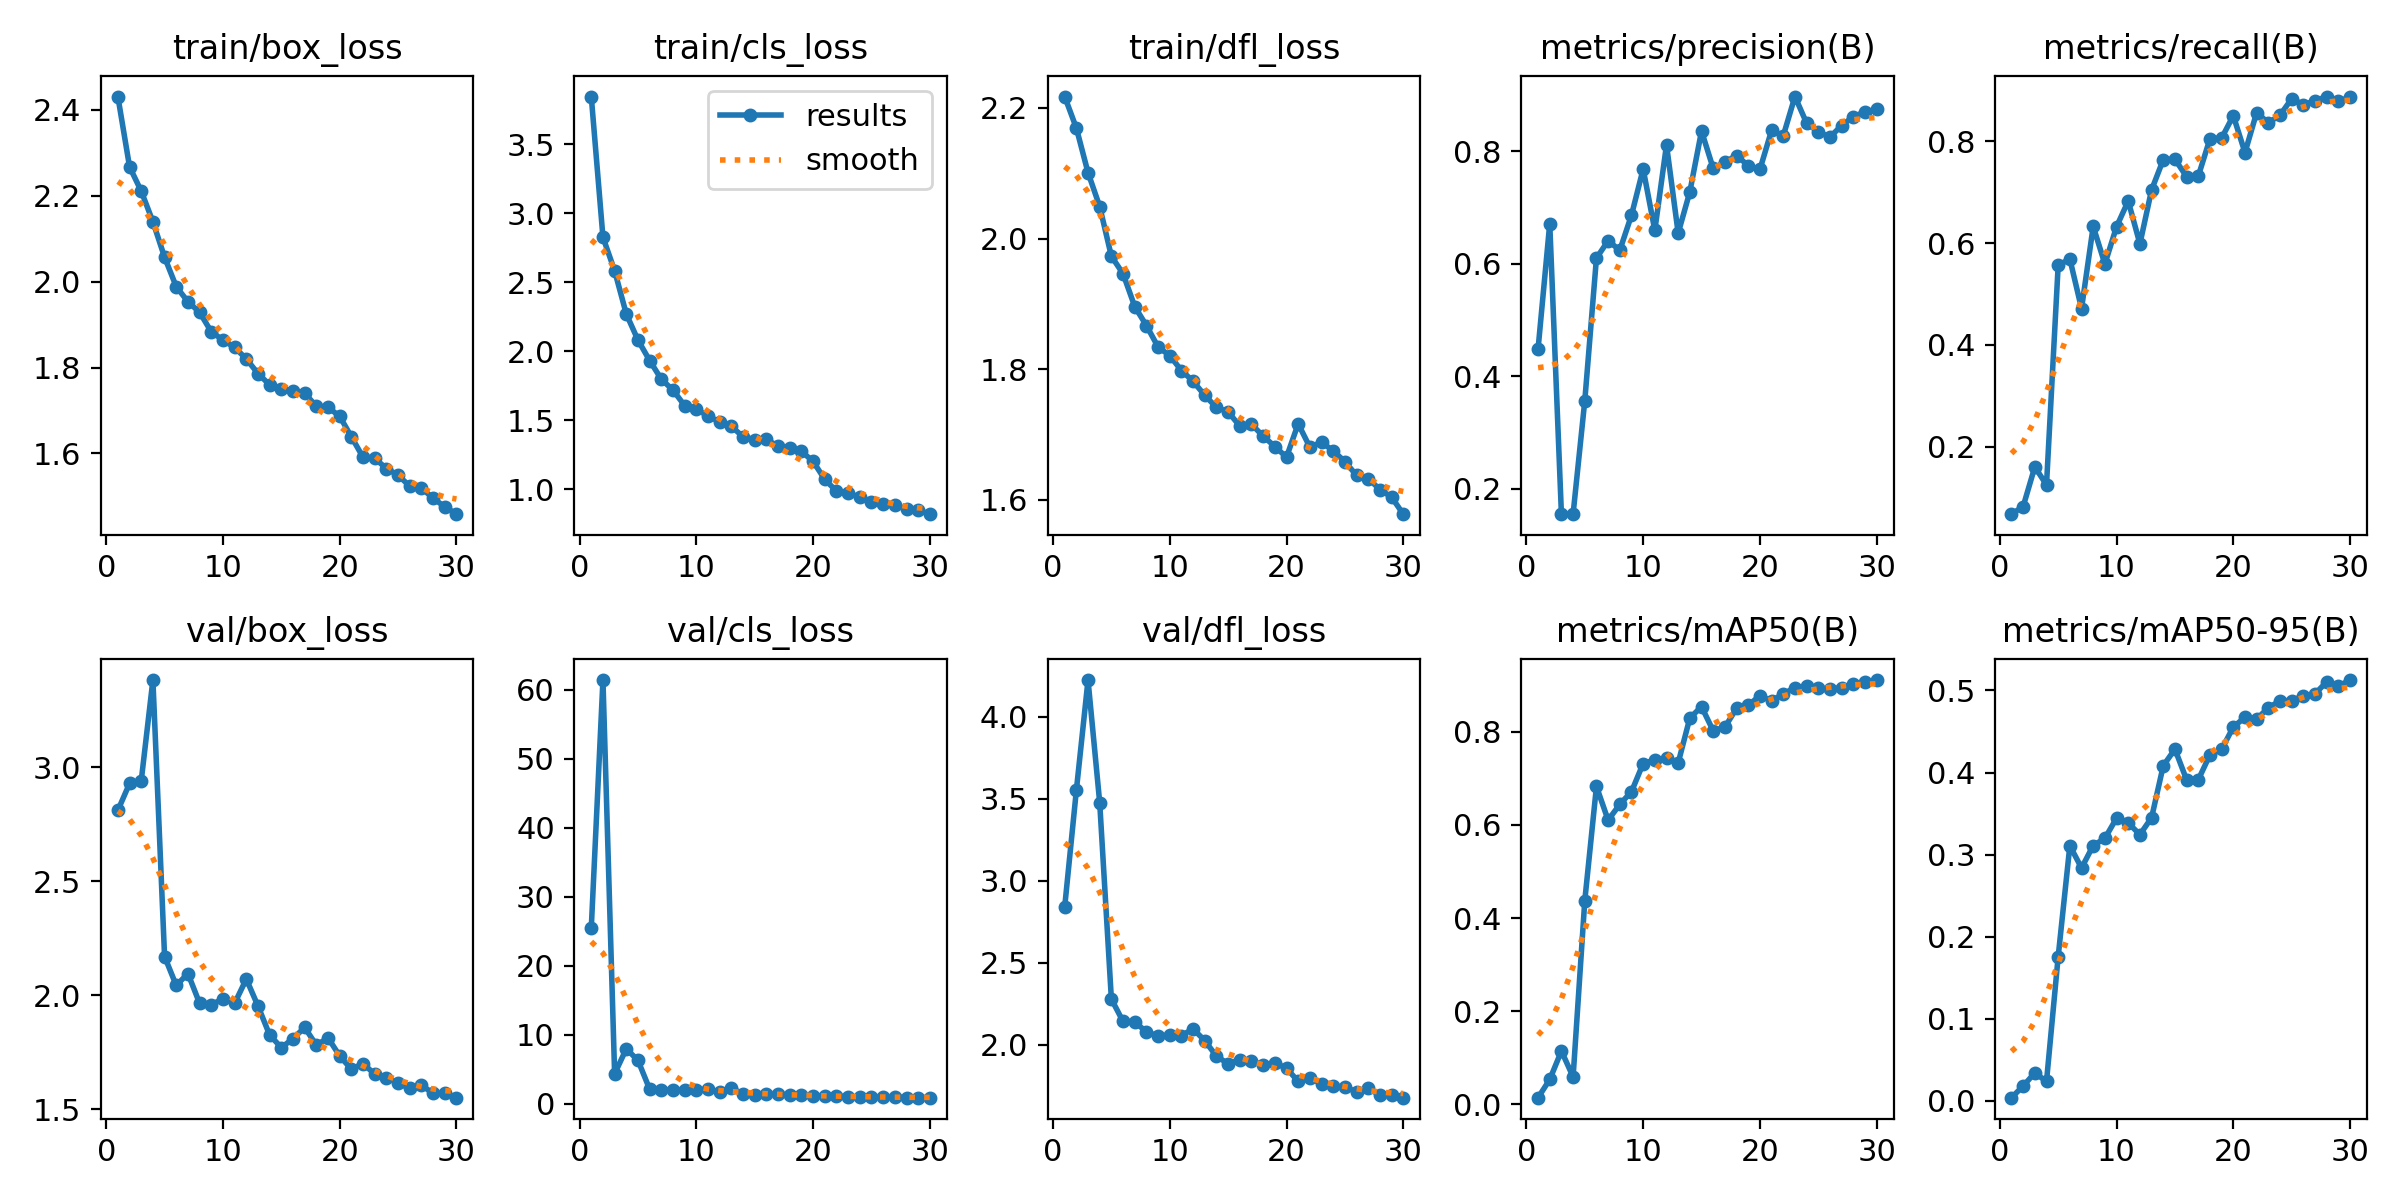 train/box_loss
train/cls_loss
train/dfl_loss
metrics/precision(B)
metrics/recall(B)
2.4
2.2
2.0
1.8
1.6
0 10 20 30
results
smooth
3.5
3.0
2.5
2.0
1.5
1.0
0 10 20 30
2.2
2.0
1.8
1.6
0 10 20 30
0.8
0.6
0.4
0.2
0 10 20 30
0.8
0.6
0.4
0.2
0 10 20 30
val/box_loss
val/cls_loss
val/dfl_loss
metrics/mAP50(B)
metrics/mAP50-95(B)
3.0
2.5
2.0
1.5
0 10 20 30
60
50
40
30
20
10
0
0 10 20 30
4.0
3.5
3.0
2.5
2.0
0 10 20 30
0.8
0.6
0.4
0.2
0.0
0 10 20 30
0.5
0.4
0.3
0.2
0.1
0.0
0 10 20 30